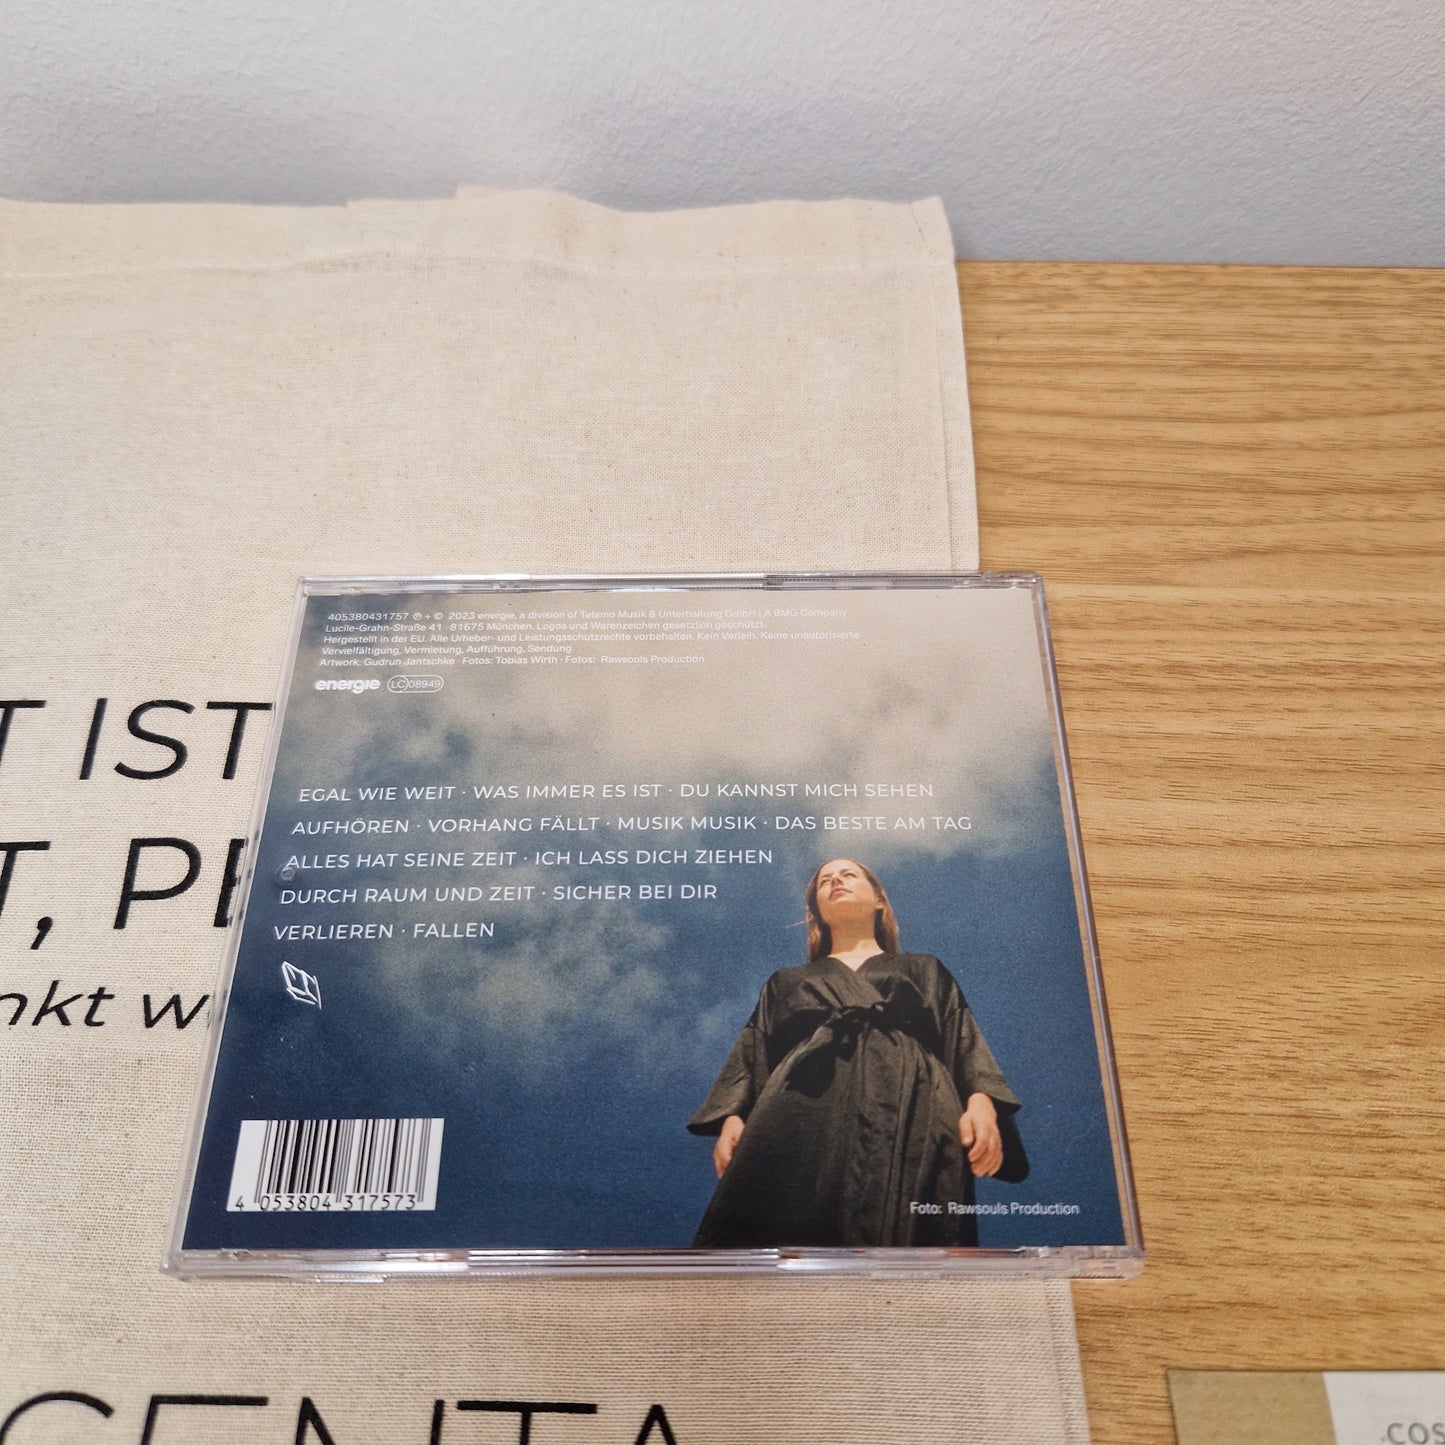 405380431757 ℗ + © 2023 energie, a division of Telamo Musik & Unterhaltung GmbH | A BMG Company
Lucile-Grahn-Straße 41 · 81675 München. Logos und Warenzeichen gesetzlich geschützt.
Hergestellt in der EU. Alle Urheber- und Leistungsschutzrechte vorbehalten. Kein Verleih. Keine unautorisierte
Vervielfältigung, Vermietung, Aufführung, Sendung.
Artwork: Gudrun Jantschke · Fotos: Tobias Wirth · Fotos: Rawsouls Production
energie LC 08949
EGAL WIE WEIT · WAS IMMER ES IST · DU KANNST MICH SEHEN
AUFHÖREN · VORHANG FÄLLT · MUSIK MUSIK · DAS BESTE AM TAG
ALLES HAT SEINE ZEIT · ICH LASS DICH ZIEHEN
DURCH RAUM UND ZEIT · SICHER BEI DIR
VERLIEREN · FALLEN
4 053804 317573
Foto: Rawsouls Production
T IST
T, PE
nkt w
COS